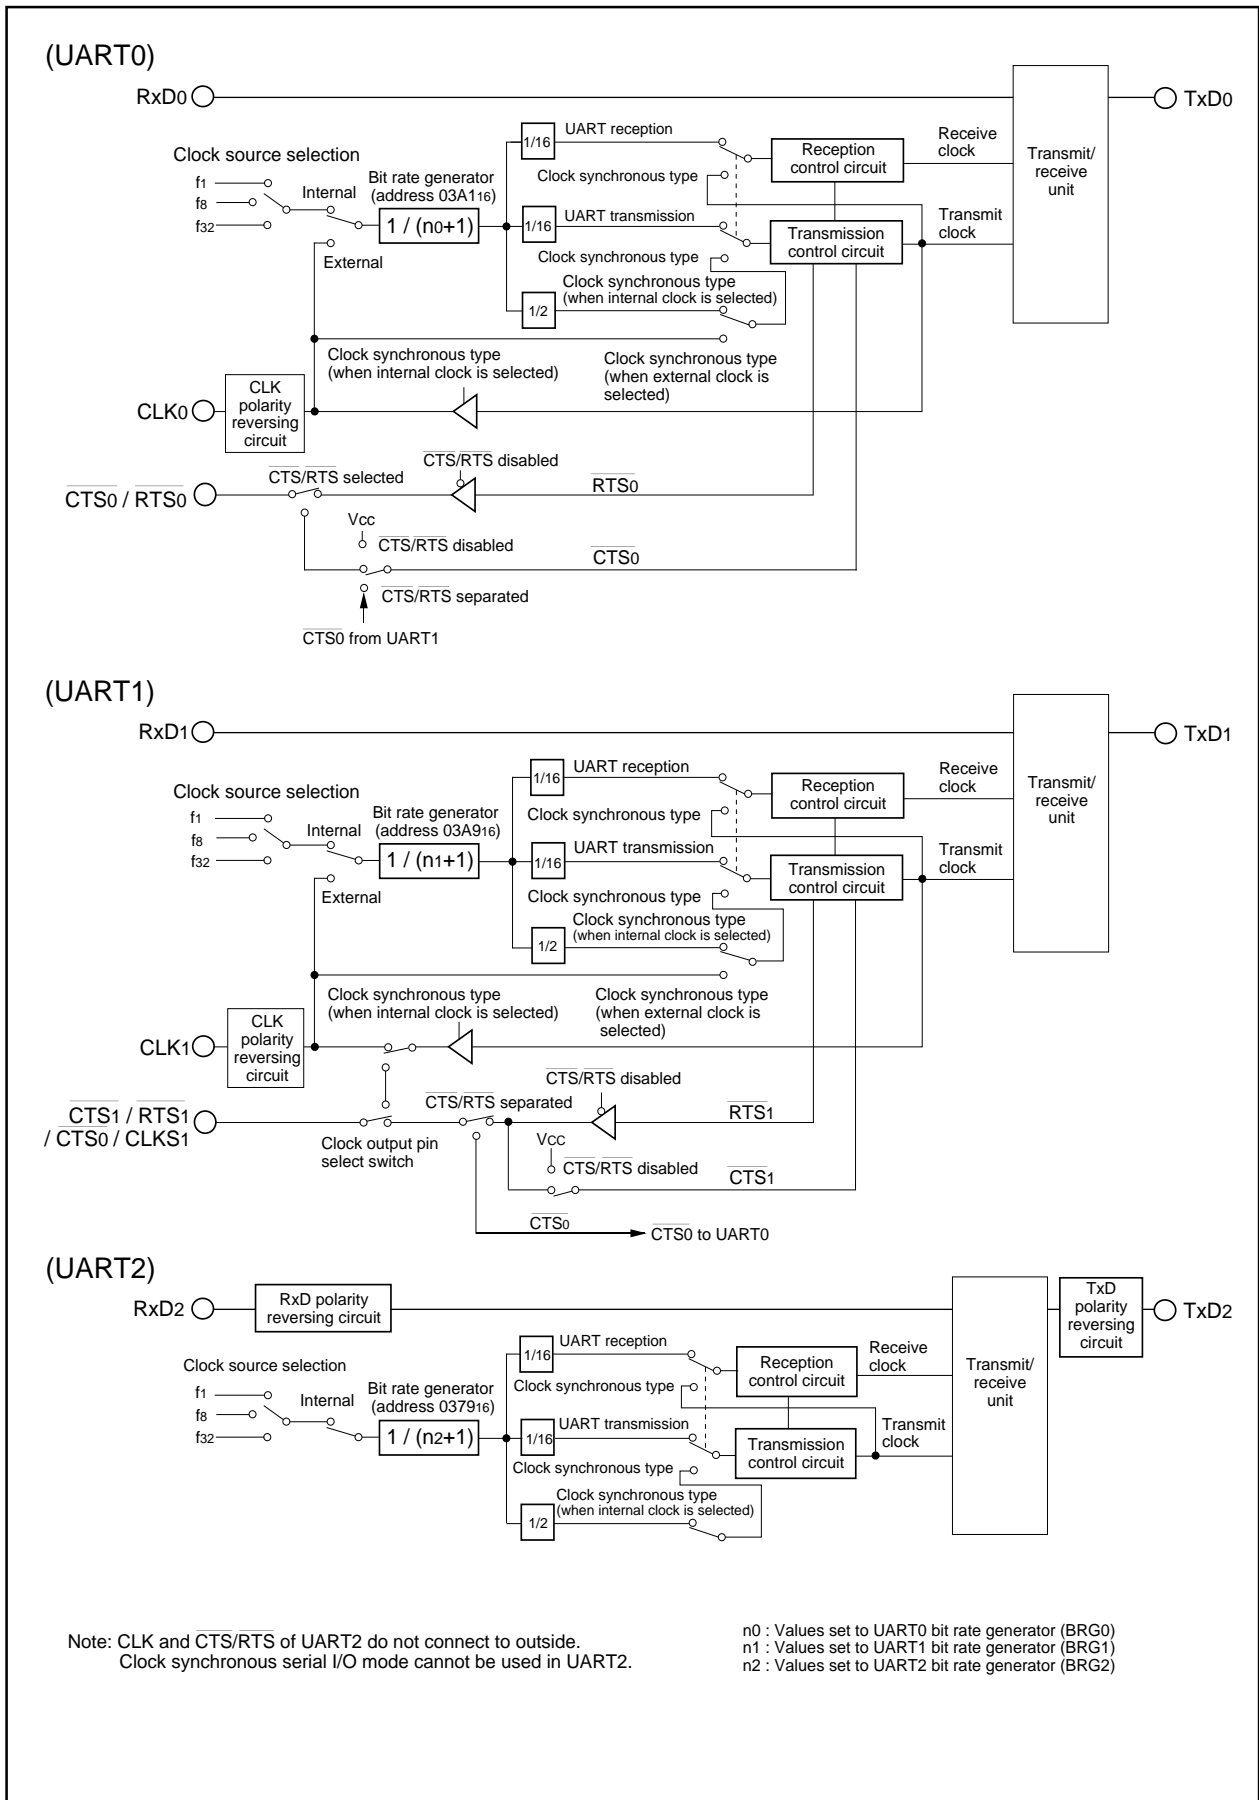 (UART0)
RxD0
TxD0
UART reception
1/16
Clock source selection
f1
f8
f32
Internal
External
Bit rate generator
(address 03A116)
1 / (n0+1)
Clock synchronous type
Reception
control circuit
Receive
clock
Transmit/
receive
unit
1/16
UART transmission
Transmission
control circuit
Transmit
clock
Clock synchronous type
Clock synchronous type
(when internal clock is selected)
1/2
Clock synchronous type
(when internal clock is selected)
Clock synchronous type
(when external clock is
selected)
CLK0
CLK
polarity
reversing
circuit
CTS0 / RTS0
CTS/RTS selected
CTS/RTS disabled
RTS0
Vcc
CTS/RTS disabled
CTS0
CTS/RTS separated
CTS0 from UART1
(UART1)
RxD1
TxD1
UART reception
1/16
Clock source selection
f1
f8
f32
Internal
External
Bit rate generator
(address 03A916)
1 / (n1+1)
Clock synchronous type
Reception
control circuit
Receive
clock
Transmit/
receive
unit
1/16
UART transmission
Transmission
control circuit
Transmit
clock
Clock synchronous type
Clock synchronous type
(when internal clock is selected)
1/2
Clock synchronous type
(when internal clock is selected)
Clock synchronous type
(when external clock is
selected)
CLK1
CLK
polarity
reversing
circuit
CTS1 / RTS1
/ CTS0 / CLKS1
Clock output pin
select switch
CTS/RTS separated
CTS/RTS disabled
RTS1
VCC
CTS/RTS disabled
CTS1
CTS0
CTS0 to UART0
(UART2)
RxD2
RxD polarity
reversing circuit
TxD
polarity
reversing
circuit
TxD2
UART reception
1/16
Clock source selection
f1
f8
f32
Internal
Bit rate generator
(address 037916)
1 / (n2+1)
Clock synchronous type
Reception
control circuit
Receive
clock
Transmit/
receive
unit
1/16
UART transmission
Transmission
control circuit
Transmit
clock
Clock synchronous type
Clock synchronous type
(when internal clock is selected)
1/2
Note: CLK and CTS/RTS of UART2 do not connect to outside.
Clock synchronous serial I/O mode cannot be used in UART2.
n0 : Values set to UART0 bit rate generator (BRG0)
n1 : Values set to UART1 bit rate generator (BRG1)
n2 : Values set to UART2 bit rate generator (BRG2)